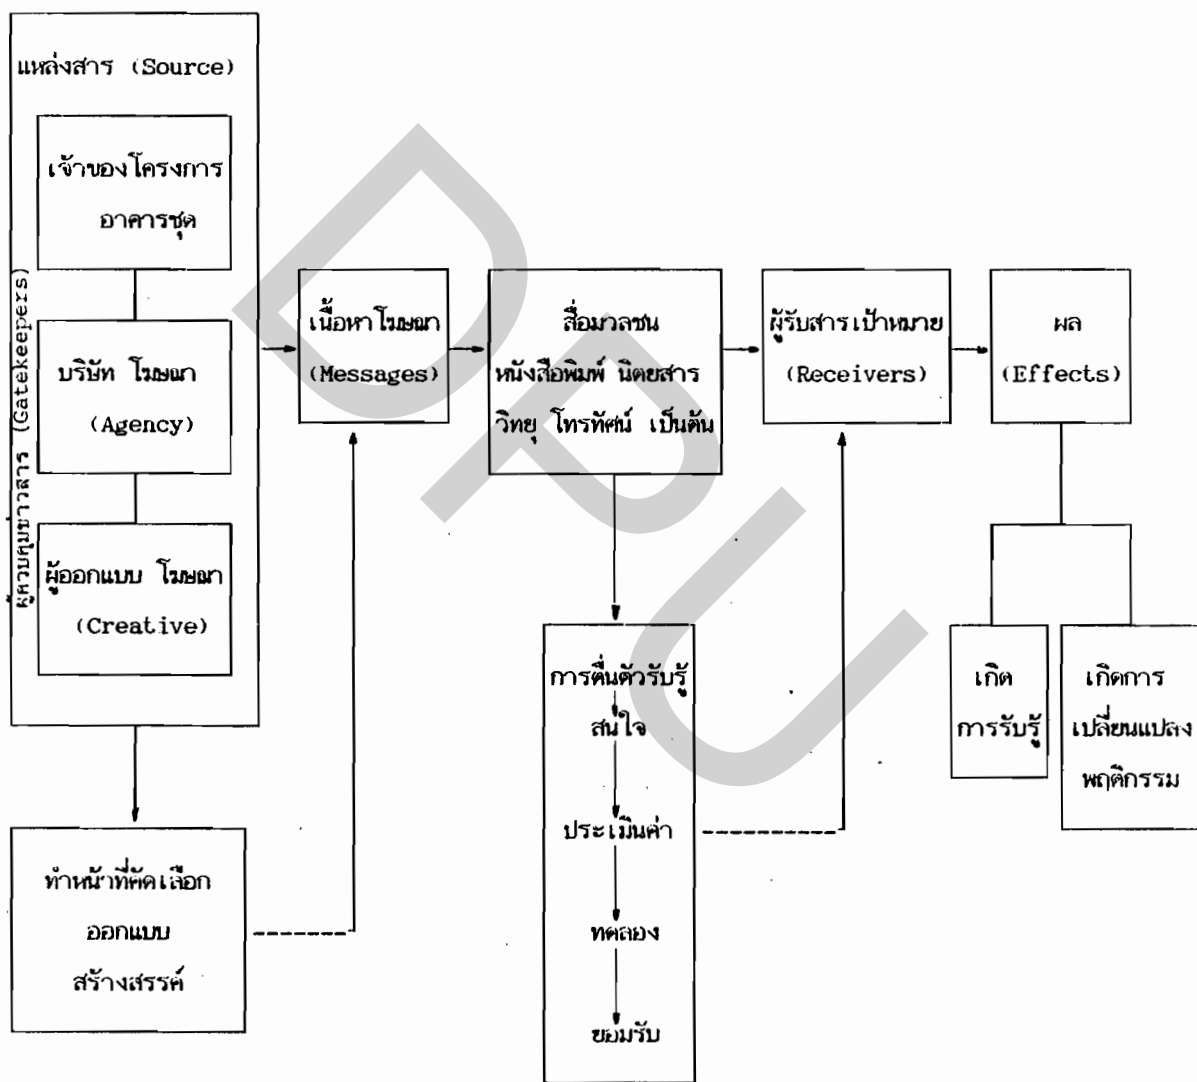 แหล่งสาร (Source)
เจ้าของโครงการ
อาคารชุด
บริษัท โฆษณา
(Agency)
ผู้ออกแบบ โฆษณา
(Creative)
ผู้ควบคุมข่าวสาร (Gatekeepers)
ทำหน้าที่คัดเลือก
ออกแบบ
สร้างสรรค์
เนื้อหาโฆษณา
(Messages)
สื่อมวลชน
หนังสือพิมพ์ นิตยสาร
วิทยุ โทรทัศน์ เป็นต้น
การตื่นตัวรับรู้
สนใจ
ประเมินค่า
ทดลอง
ยอมรับ
ผู้รับสารเป้าหมาย
(Receivers)
ผล
(Effects)
เกิด
การรับรู้
เกิดการ
เปลี่ยนแปลง
พฤติกรรม
DPU